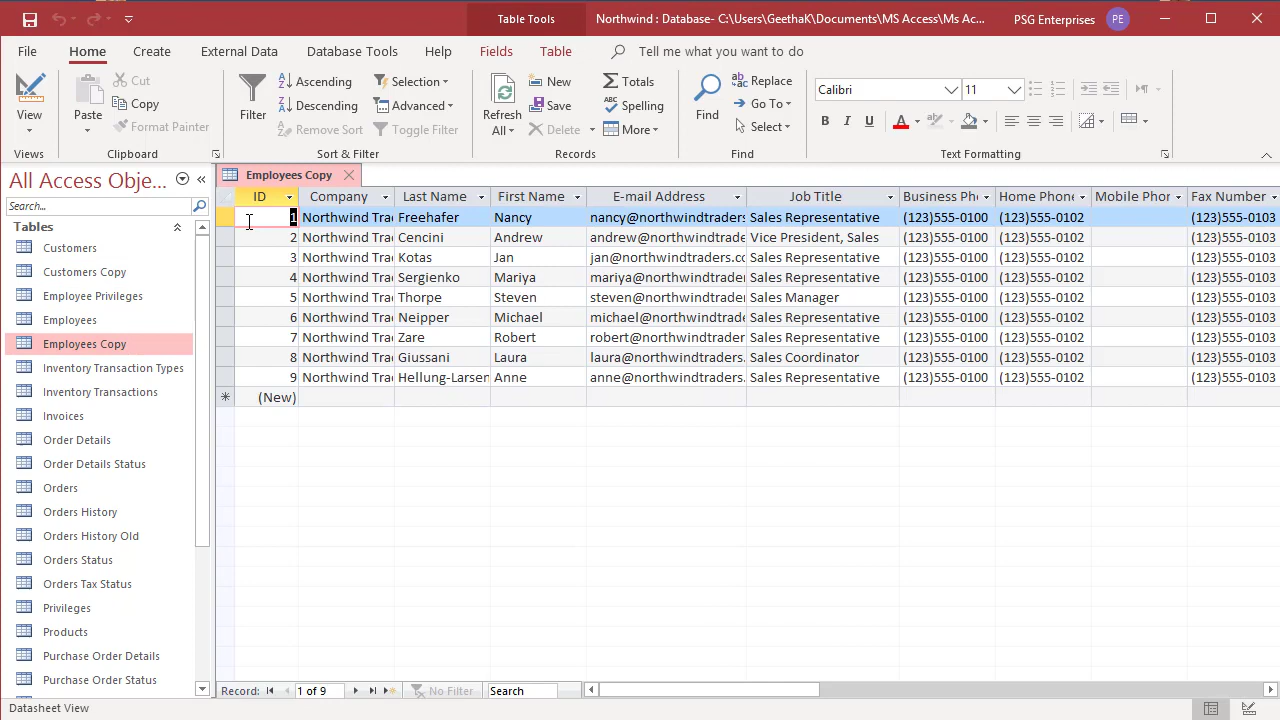 Table Tools
Northwind : Database- C:\Users\GeethaK\Documents\MS Access\Ms Ac...
PSG Enterprises
PE
File
Home
Create
External Data
Database Tools
Help
Fields
Table
Tell me what you want to do
View
Views
Paste
Cut
Copy
Format Painter
Clipboard
Filter
Ascending
Descending
Remove Sort
Selection
Advanced
Toggle Filter
Sort & Filter
Refresh
All
New
Save
Delete
Totals
Spelling
More
Records
Find
Replace
Go To
Select
Find
Calibri
11
B I U A
Text Formatting
All Access Obje...
Search...
Tables
Customers
Customers Copy
Employee Privileges
Employees
Employees Copy
Inventory Transaction Types
Inventory Transactions
Invoices
Order Details
Order Details Status
Orders
Orders History
Orders History Old
Orders Status
Orders Tax Status
Privileges
Products
Purchase Order Details
Purchase Order Status
Employees Copy
ID Company Last Name First Name E-mail Address Job Title Business Ph Home Phone Mobile Phor Fax Number
1 Northwind Trac Freehafer Nancy nancy@northwindtraders. Sales Representative (123)555-0100 (123)555-0102 (123)555-0103
2 Northwind Trac Cencini Andrew andrew@northwindtrade Vice President, Sales (123)555-0100 (123)555-0102 (123)555-0103
3 Northwind Trac Kotas Jan jan@northwindtraders.cc Sales Representative (123)555-0100 (123)555-0102 (123)555-0103
4 Northwind Trac Sergienko Mariya mariya@northwindtrader Sales Representative (123)555-0100 (123)555-0102 (123)555-0103
5 Northwind Trac Thorpe Steven steven@northwindtrader Sales Manager (123)555-0100 (123)555-0102 (123)555-0103
6 Northwind Trac Neipper Michael michael@northwindtrade Sales Representative (123)555-0100 (123)555-0102 (123)555-0103
7 Northwind Trac Zare Robert robert@northwindtrader Sales Representative (123)555-0100 (123)555-0102 (123)555-0103
8 Northwind Trac Giussani Laura laura@northwindtraders. Sales Coordinator (123)555-0100 (123)555-0102 (123)555-0103
9 Northwind Trac Hellung-Larsen Anne anne@northwindtraders. Sales Representative (123)555-0100 (123)555-0102 (123)555-0103
* (New)
Record: 1 of 9 No Filter Search
Datasheet View